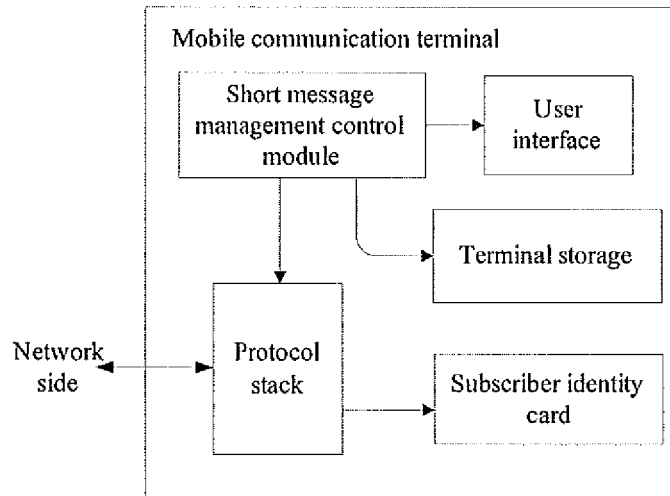 Mobile communication terminal
Short message
management control
module
User
interface
Terminal storage
Network
side
Protocol
stack
Subscriber identity
card